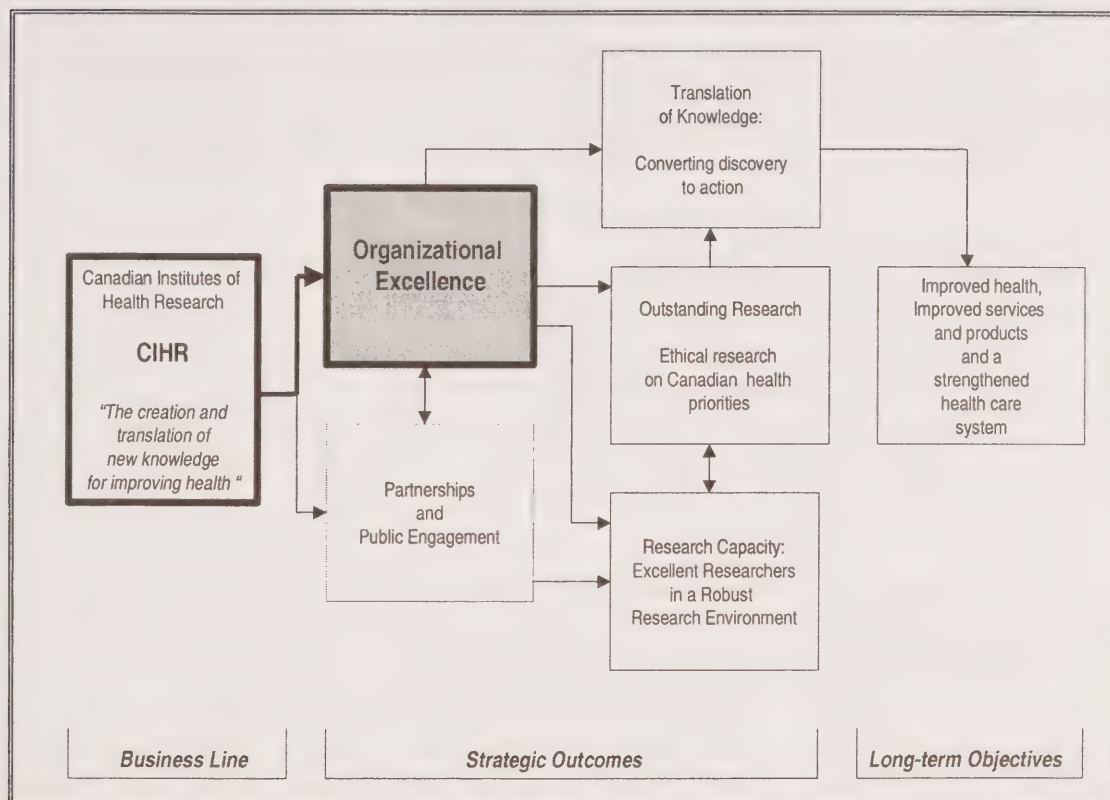 Canadian Institutes of
Health Research
CIHR
"The creation and
translation of
new knowledge
for improving health "
Organizational
Excellence
Partnerships
and
Public Engagement
Translation
of Knowledge:
Converting discovery
to action
Outstanding Research
Ethical research
on Canadian health
priorities
Research Capacity:
Excellent Researchers
in a Robust
Research Environment
Improved health,
Improved services
and products
and a
strengthened
health care
system
Business Line
Strategic Outcomes
Long-term Objectives